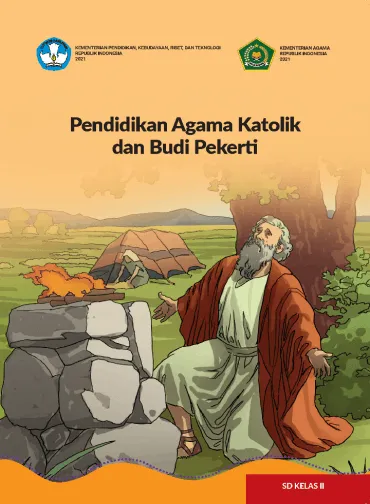 KEMENTERIAN PENDIDIKAN, KEBUDAYAAN, RISET, DAN TEKNOLOGI
REPUBLIK INDONESIA
2021
KEMENTERIAN AGAMA
REPUBLIK INDONESIA
2021
Pendidikan Agama Katolik
dan Budi Pekerti
SD KELAS II